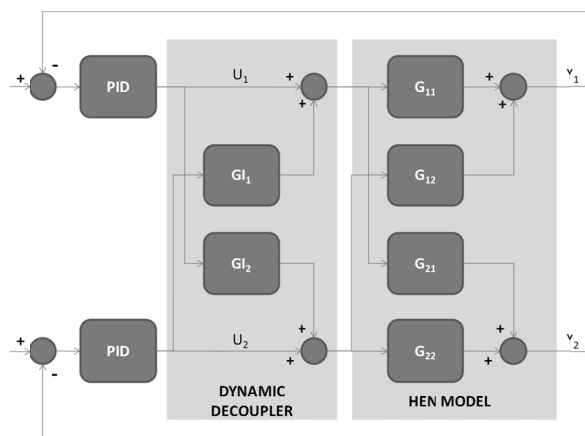 -
+
PID
U₁
+
+
G₁₁
+
+
Y₁
GI₁
G₁₂
GI₂
G₂₁
+
PID
-
U₂
+
+
G₂₂
+
+
Y₂
DYNAMIC
DECOUPLER
HEN MODEL